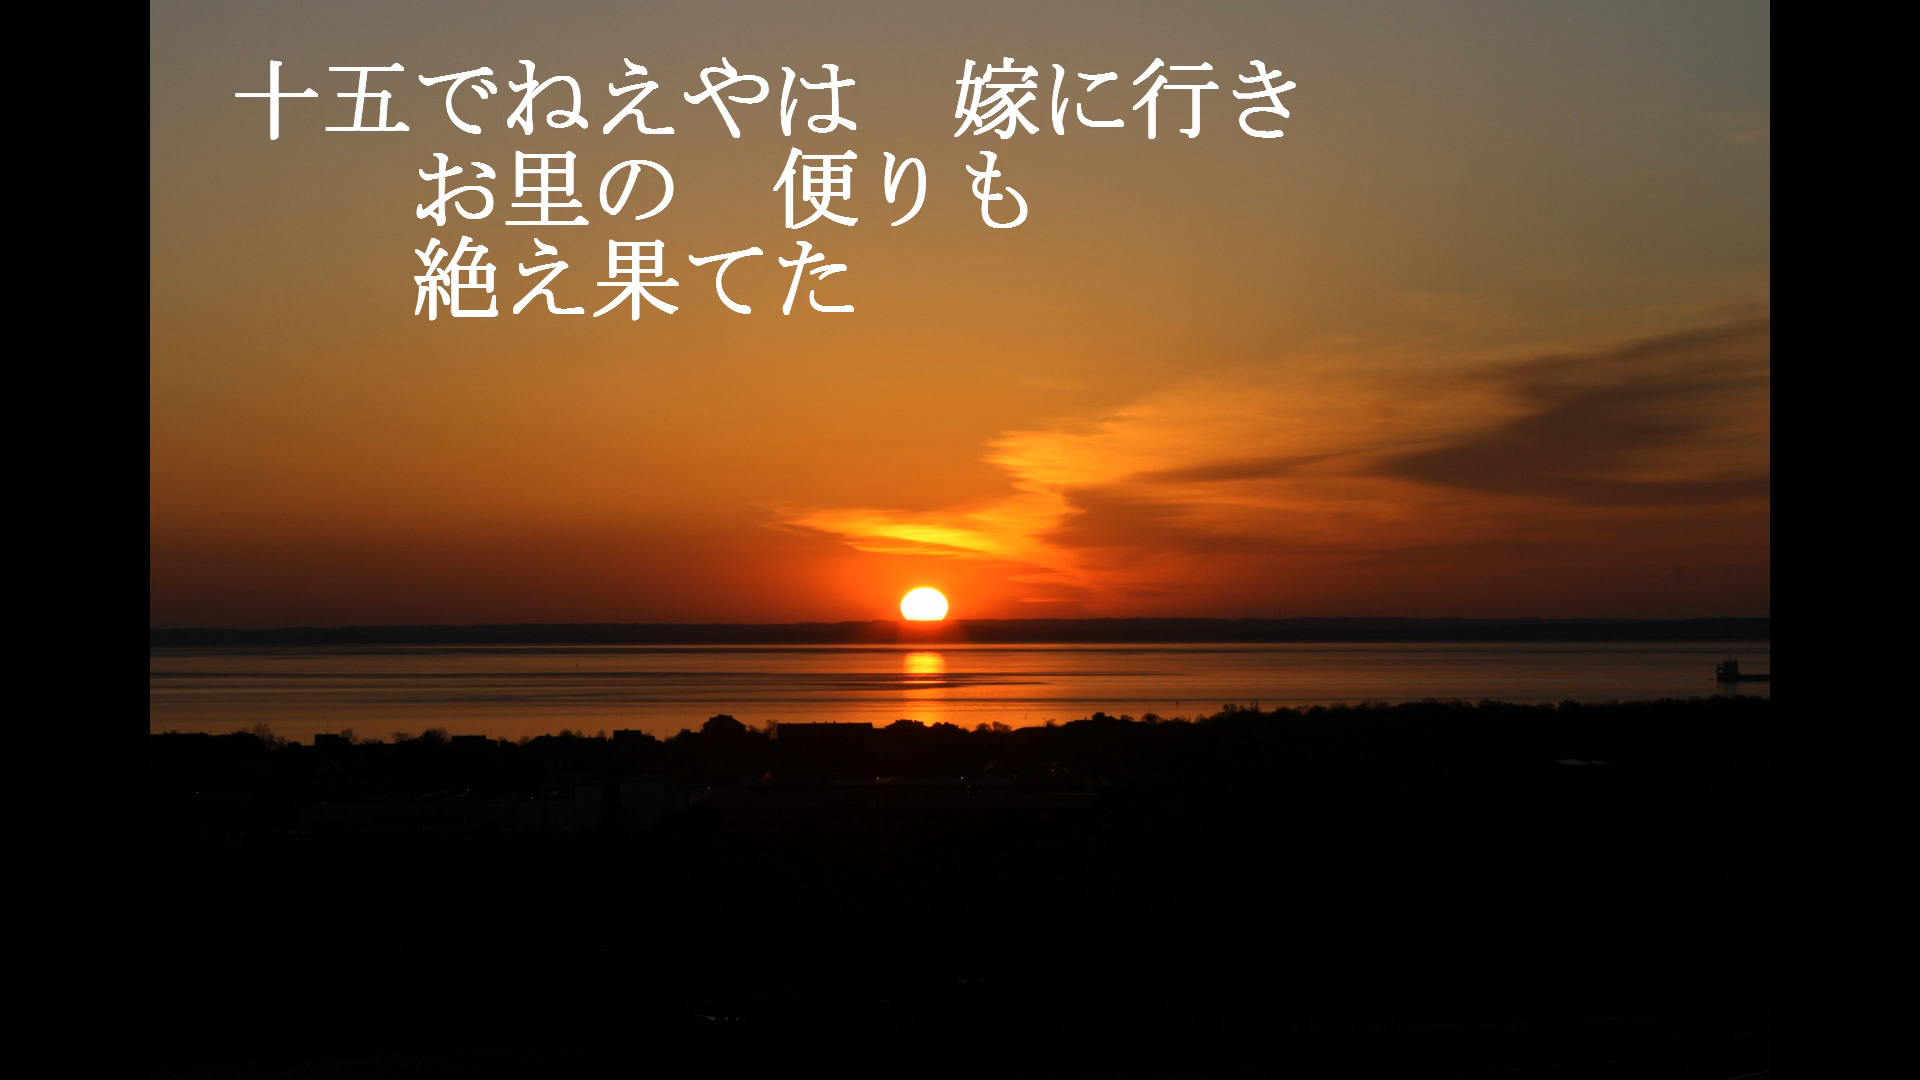 十五でねえやは　嫁に行き
お里の　便りも
絶え果てた